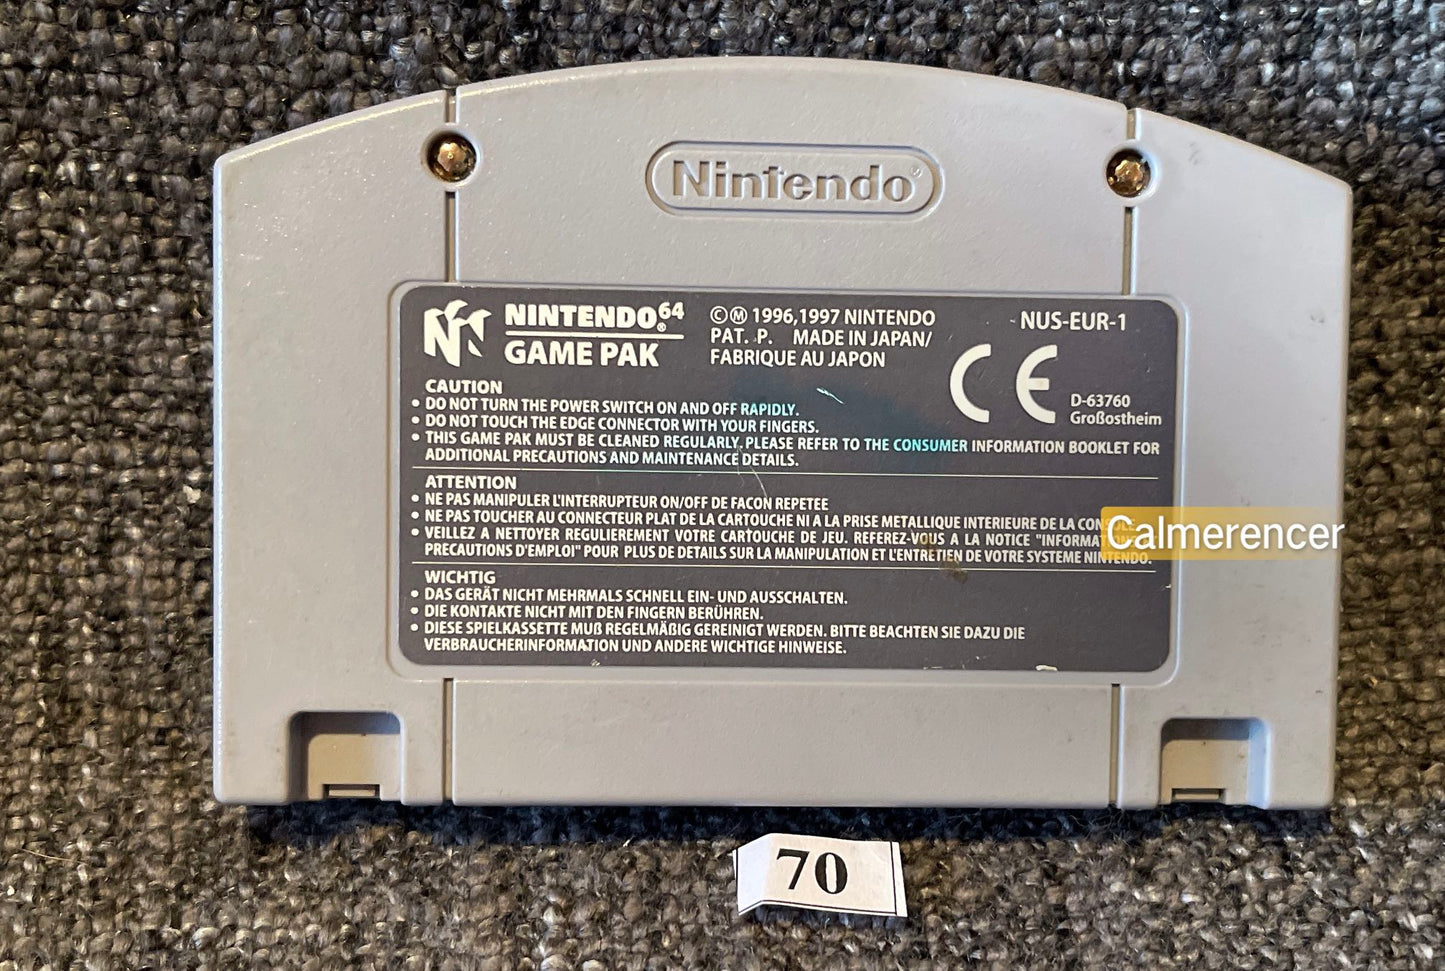 Nintendo®
NINTENDO⁶⁴®
GAME PAK
©Ⓜ 1996,1997 NINTENDO
PAT. P. MADE IN JAPAN/
FABRIQUE AU JAPON
NUS-EUR-1
CE
D-63760
Großostheim
CAUTION
• DO NOT TURN THE POWER SWITCH ON AND OFF RAPIDLY.
• DO NOT TOUCH THE EDGE CONNECTOR WITH YOUR FINGERS.
• THIS GAME PAK MUST BE CLEANED REGULARLY. PLEASE REFER TO THE CONSUMER INFORMATION BOOKLET FOR
ADDITIONAL PRECAUTIONS AND MAINTENANCE DETAILS.
ATTENTION
• NE PAS MANIPULER L'INTERRUPTEUR ON/OFF DE FACON REPETEE
• NE PAS TOUCHER AU CONNECTEUR PLAT DE LA CARTOUCHE NI A LA PRISE METALLIQUE INTERIEURE DE LA
• VEILLEZ A NETTOYER REGULIEREMENT VOTRE CARTOUCHE DE JEU. REFEREZ-VOUS A LA NOTICE
PRECAUTIONS D'EMPLOI" POUR PLUS DE DETAILS SUR LA MANIPULATION ET L'ENTRETIEN DE VOTRE SYSTEME NINTENDO.
Calmerencer
WICHTIG
• DAS GERÄT NICHT MEHRMALS SCHNELL EIN- UND AUSSCHALTEN.
• DIE KONTAKTE NICHT MIT DEN FINGERN BERÜHREN.
• DIESE SPIELKASSETTE MUß REGELMÄßIG GEREINIGT WERDEN. BITTE BEACHTEN SIE DAZU DIE
VERBRAUCHERINFORMATION UND ANDERE WICHTIGE HINWEISE.
70